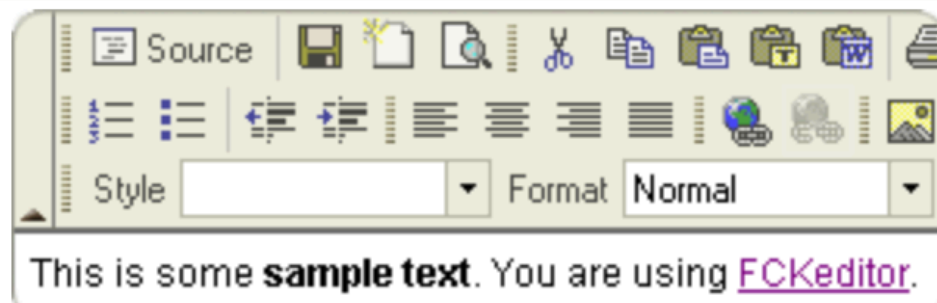 Source
Style Format Normal
This is some sample text. You are using FCKeditor.